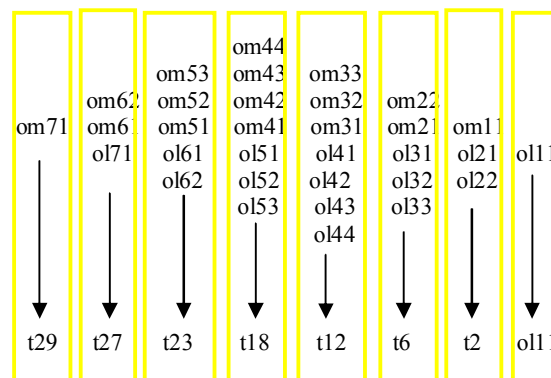 om71
t29
om62
om61
ol71
t27
om53
om52
om51
ol61
ol62
t23
om44
om43
om42
om41
ol51
ol52
ol53
t18
om33
om32
om31
ol41
ol42
ol43
ol44
t12
om22
om21
ol31
ol32
ol33
t6
om11
ol21
ol22
t2
ol11
ol11